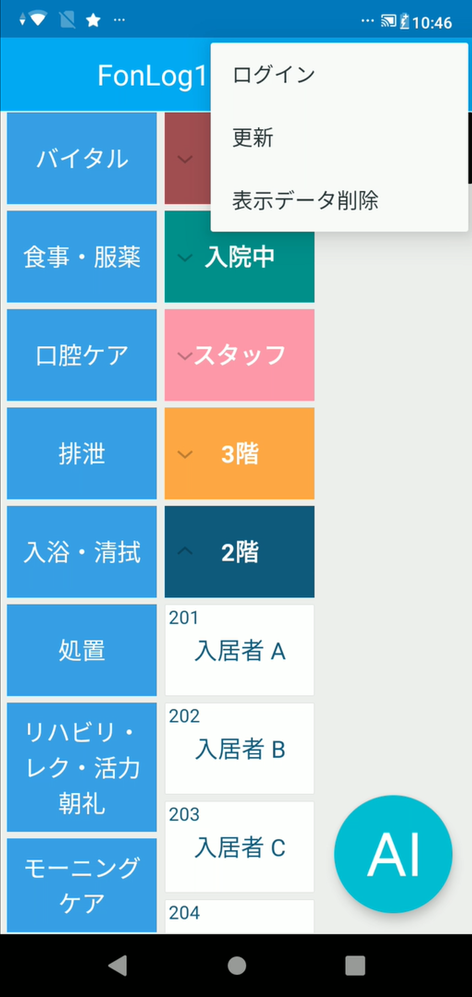 10:46
FonLog1
ログイン
更新
表示データ削除
バイタル
食事・服薬
口腔ケア
排泄
入浴・清拭
処置
リハビリ・
レク・活力
朝礼
モーニング
ケア
入院中
スタッフ
3階
2階
201
入居者 A
202
入居者 B
203
入居者 C
204
AI